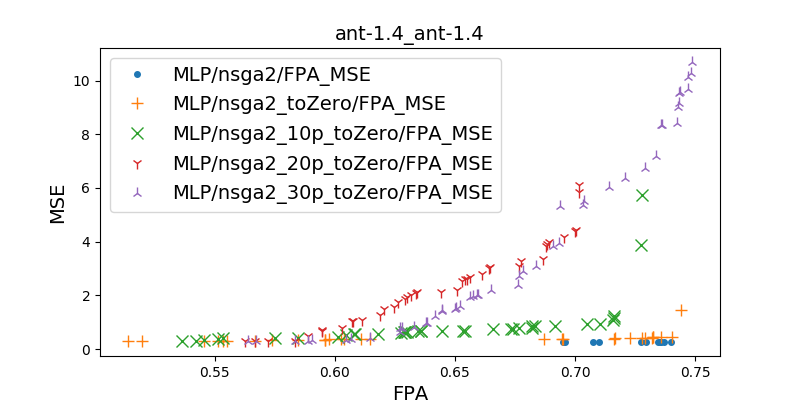 ant-1.4_ant-1.4
MLP/nsga2/FPA_MSE
MLP/nsga2_toZero/FPA_MSE
MLP/nsga2_10p_toZero/FPA_MSE
MLP/nsga2_20p_toZero/FPA_MSE
MLP/nsga2_30p_toZero/FPA_MSE
MSE
10
8
6
4
2
0
0.55
0.60
0.65
0.70
0.75
FPA